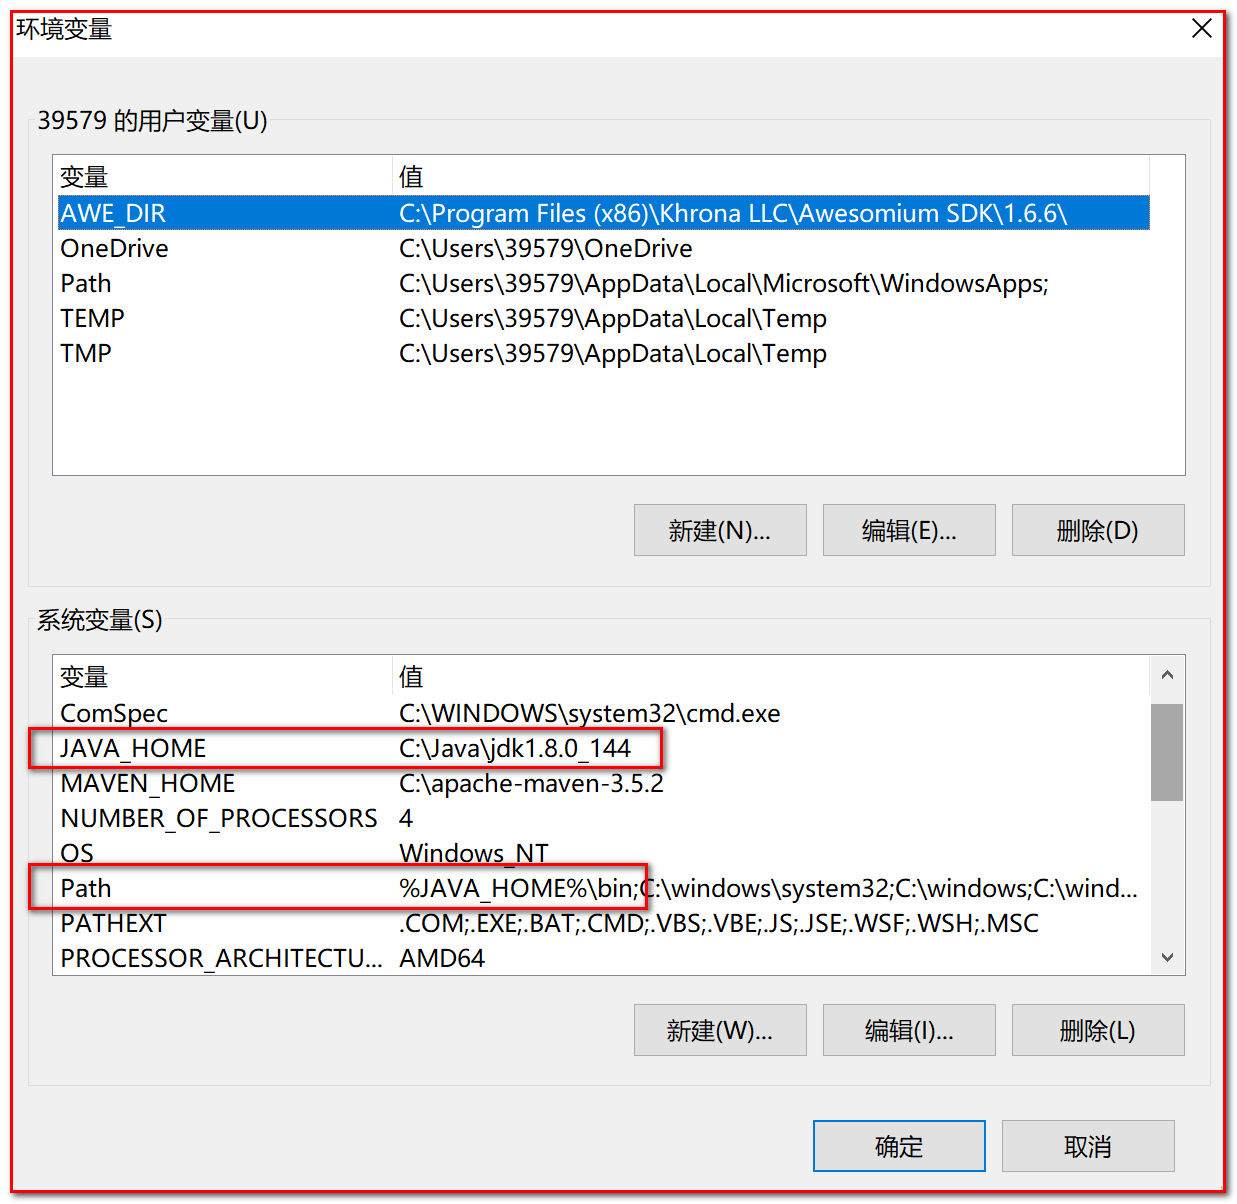 环境变量
39579 的用户变量(U)
变量 值
AWE_DIR C:\Program Files (x86)\Khrona LLC\Awesomium SDK\1.6.6\
OneDrive C:\Users\39579\OneDrive
Path C:\Users\39579\AppData\Local\Microsoft\WindowsApps;
TEMP C:\Users\39579\AppData\Local\Temp
TMP C:\Users\39579\AppData\Local\Temp
新建(N)... 编辑(E)... 删除(D)
系统变量(S)
变量 值
ComSpec C:\WINDOWS\system32\cmd.exe
JAVA_HOME C:\Java\jdk1.8.0_144
MAVEN_HOME C:\apache-maven-3.5.2
NUMBER_OF_PROCESSORS 4
OS Windows_NT
Path %JAVA_HOME%\bin;C:\windows\system32;C:\windows;C:\wind...
PATHEXT .COM;.EXE;.BAT;.CMD;.VBS;.VBE;.JS;.JSE;.WSF;.WSH;.MSC
PROCESSOR_ARCHITECTU... AMD64
新建(W)... 编辑(I)... 删除(L)
确定 取消